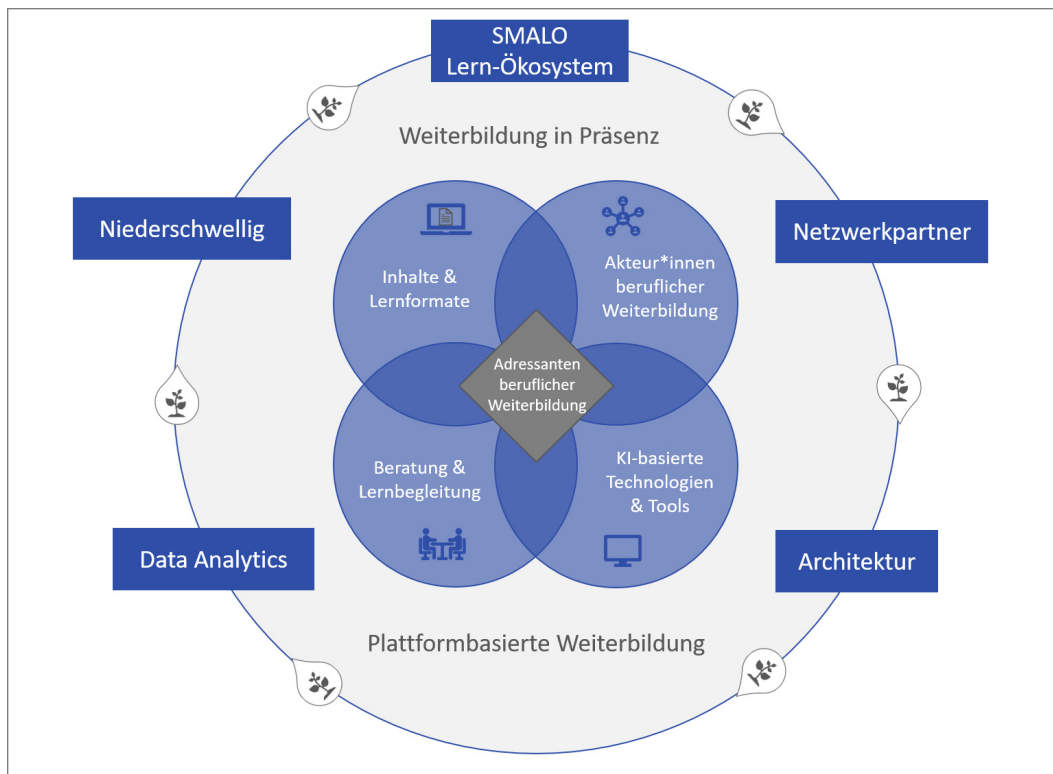 SMALO
Lern-Ökosystem
Weiterbildung in Präsenz
Niederschwellig
Netzwerkpartner
Inhalte &
Lernformate
Akteur*innen
beruflicher
Weiterbildung
Adressanten
beruflicher
Weiterbildung
Beratung &
Lernbegleitung
KI-basierte
Technologien
& Tools
Data Analytics
Architektur
Plattformbasierte Weiterbildung